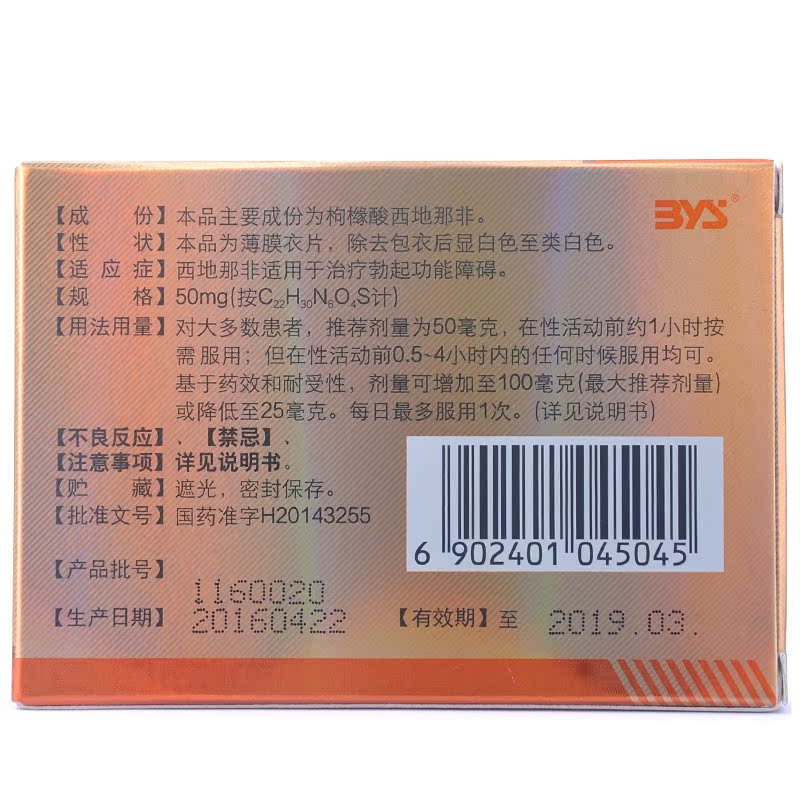 BYS®
【成 份】本品主要成份为枸橼酸西地那非。
【性 状】本品为薄膜衣片，除去包衣后显白色至类白色。
【适 应 症】西地那非适用于治疗勃起功能障碍。
【规 格】50mg(按C₂₂H₃₀N₆O₄S计)
【用法用量】对大多数患者，推荐剂量为50毫克，在性活动前约1小时按
需服用；但在性活动前0.5~4小时内的任何时候服用均可。
基于药效和耐受性，剂量可增加至100毫克(最大推荐剂量)
或降低至25毫克。每日最多服用1次。(详见说明书)
【不良反应】、【禁忌】、
【注意事项】详见说明书。
【贮 藏】遮光，密封保存。
【批准文号】国药准字H20143255
6 902401 045045
【产品批号】1160020
【生产日期】20160422
【有效期】至 2019.03.